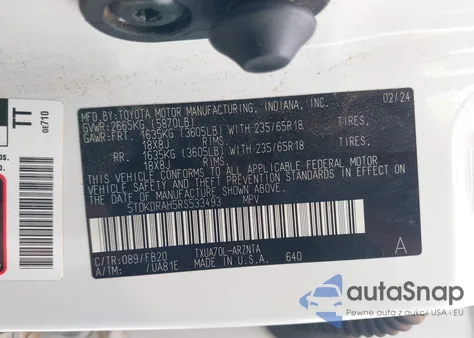 MFD.BY:TOYOTA MOTOR MANUFACTURING, INDIANA, INC. 02/24
GVWR: 2665KG (5870LB)
GAWR:FRT. 1635KG (3605LB) WITH 235/65R18 TIRES,
18X8J RIMS
RR. 1635KG (3605LB) WITH 235/65R18 TIRES,
18X8J RIMS
THIS VEHICLE CONFORMS TO ALL APPLICABLE FEDERAL MOTOR
VEHICLE SAFETY AND THEFT PREVENTION STANDARDS IN EFFECT ON THE
DATE OF MANUFACTURE SHOWN ABOVE.
5TDKDRAH5RS533493 MPV
C/TR:089/FB20 TXUA70L-ARZNTA
A/TM: /UA81E MADE IN U.S.A. 640 A
TT
0E710
os.
autoSnap
Pewne auta z aukcji USA i EU